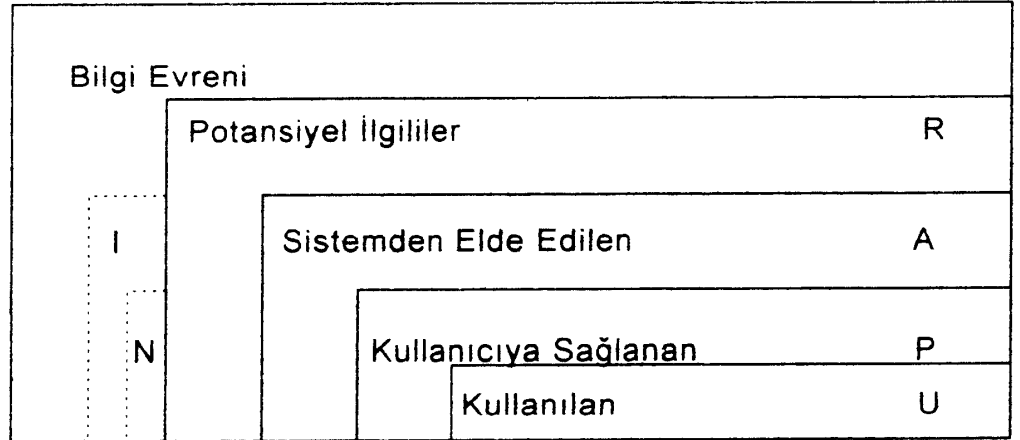 Bilgi Evreni
Potansiyel İlgililer R
I Sistemden Elde Edilen A
N Kullanıcıya Sağlanan P
Kullanılan U